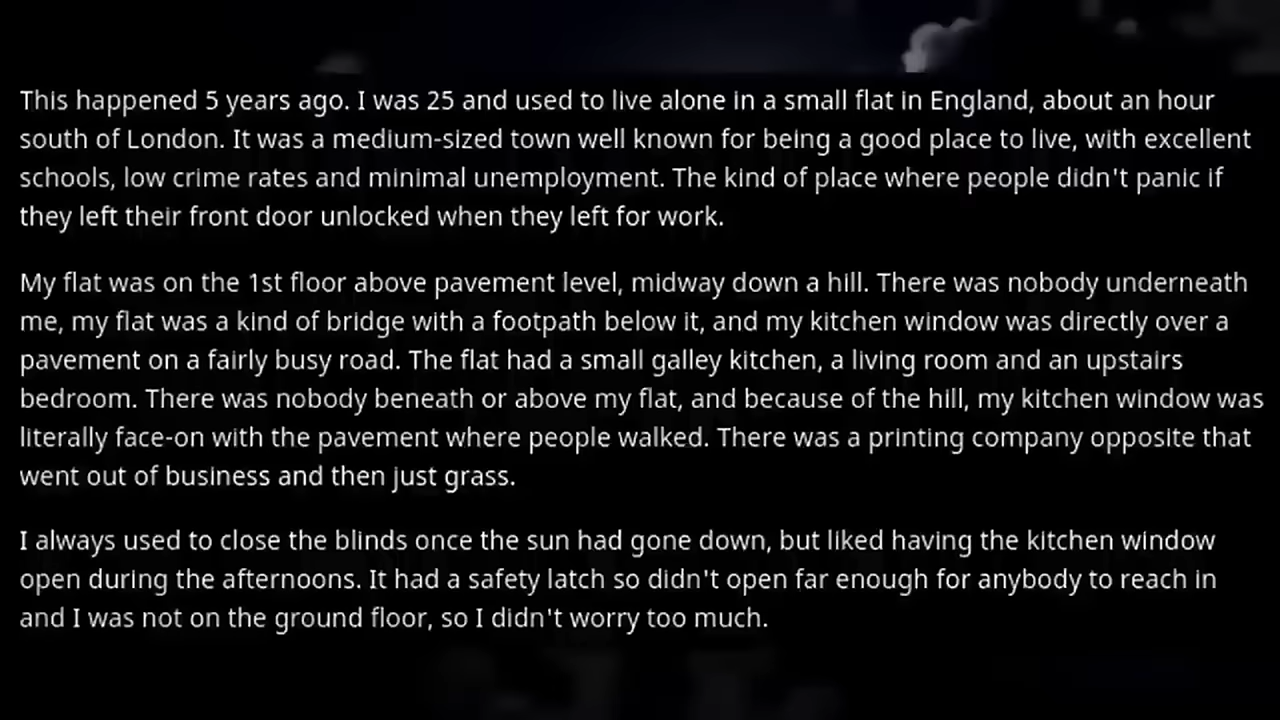 This happened 5 years ago. I was 25 and used to live alone in a small flat in England, about an hour
south of London. It was a medium-sized town well known for being a good place to live, with excellent
schools, low crime rates and minimal unemployment. The kind of place where people didn't panic if
they left their front door unlocked when they left for work.
My flat was on the 1st floor above pavement level, midway down a hill. There was nobody underneath
me, my flat was a kind of bridge with a footpath below it, and my kitchen window was directly over a
pavement on a fairly busy road. The flat had a small galley kitchen, a living room and an upstairs
bedroom. There was nobody beneath or above my flat, and because of the hill, my kitchen window was
literally face-on with the pavement where people walked. There was a printing company opposite that
went out of business and then just grass.
I always used to close the blinds once the sun had gone down, but liked having the kitchen window
open during the afternoons. It had a safety latch so didn't open far enough for anybody to reach in
and I was not on the ground floor, so I didn't worry too much.